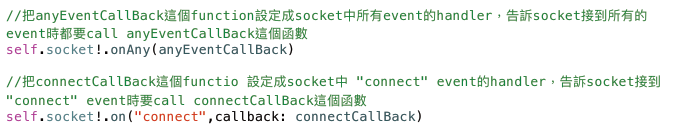 //把anyEventCallBack這個function設定成socket中所有event的handler，告訴socket接到所有的
event時都要call anyEventCallBack這個函數
self.socket!.onAny(anyEventCallBack)
//把connectCallBack這個functio 設定成socket中 "connect" event的handler，告訴socket接到
"connect" event時要call connectCallBack這個函數
self.socket!.on("connect",callback: connectCallBack)